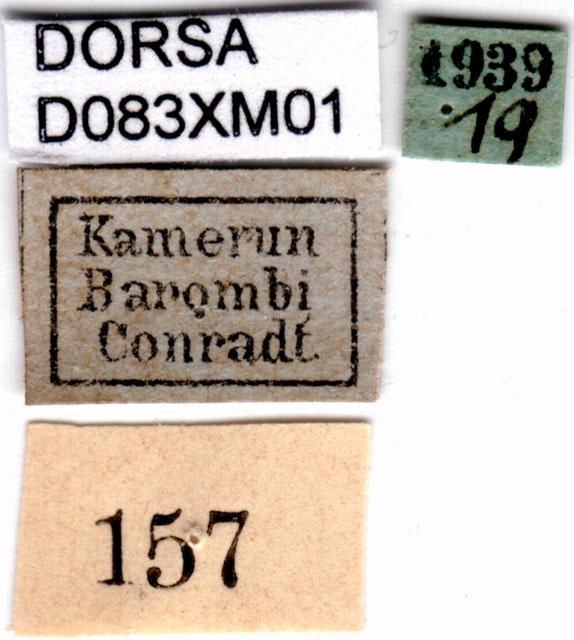 DORSA
D083XM01
1939
19
Kamerun
Barombi
Conradt
157